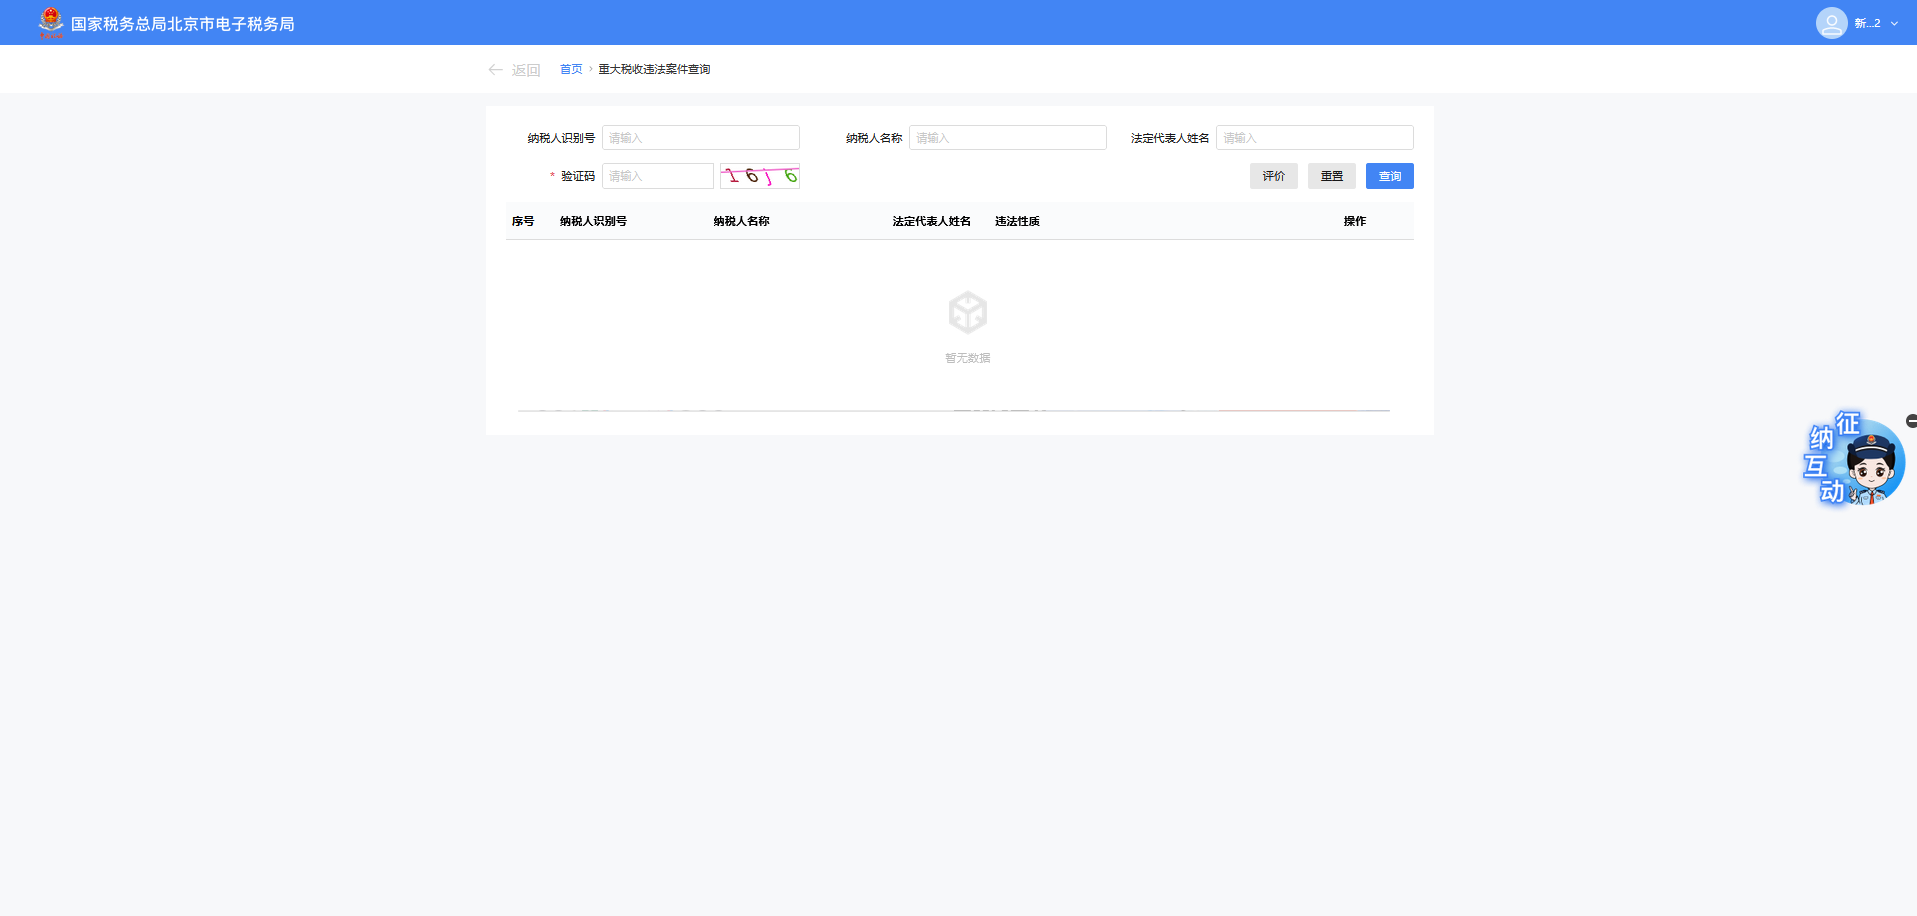 国家税务总局北京市电子税务局
新...2
返回 首页 › 重大税收违法案件查询
纳税人识别号 请输入 纳税人名称 请输入 法定代表人姓名 请输入
* 验证码 请输入 评价 重置 查询
序号 纳税人识别号 纳税人名称 法定代表人姓名 违法性质 操作
暂无数据
征纳互动